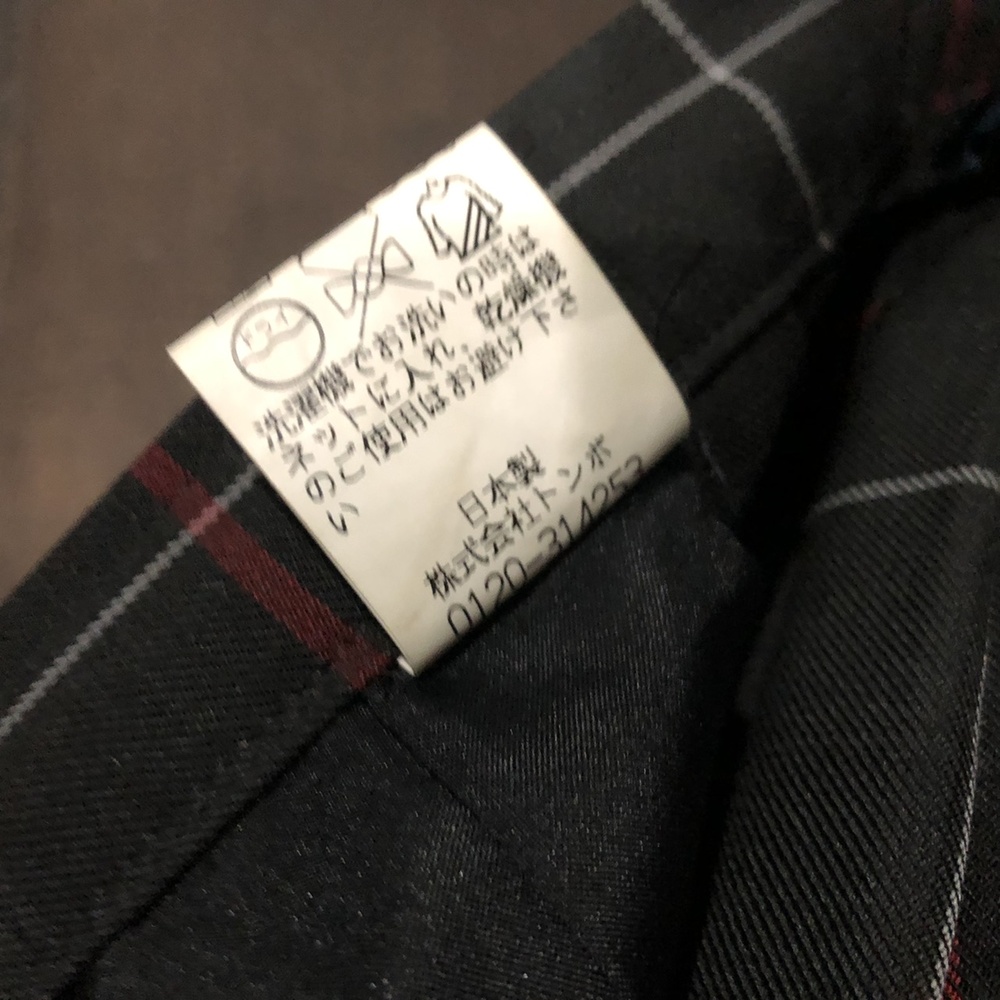 ドライ
洗濯機でお洗いの時は
ネットに入れ、乾燥機
のご使用はお避け下さ
い
日本製
株式会社トンボ
0120-314253